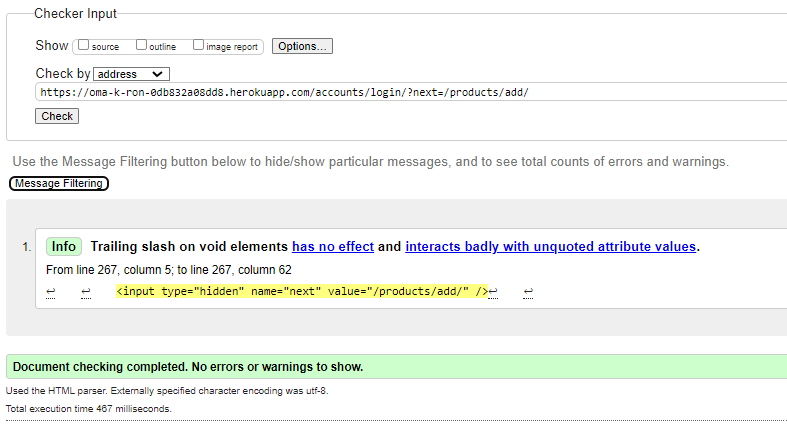 Checker Input
Show source outline image report Options...
Check by address
https://oma-k-ron-0db832a08dd8.herokuapp.com/accounts/login/?next=/products/add/
Check
Use the Message Filtering button below to hide/show particular messages, and to see total counts of errors and warnings.
Message Filtering
1. Info Trailing slash on void elements has no effect and interacts badly with unquoted attribute values.
From line 267, column 5; to line 267, column 62
↩ ↩ <input type="hidden" name="next" value="/products/add/" />↩ ↩
Document checking completed. No errors or warnings to show.
Used the HTML parser. Externally specified character encoding was utf-8.
Total execution time 467 milliseconds.